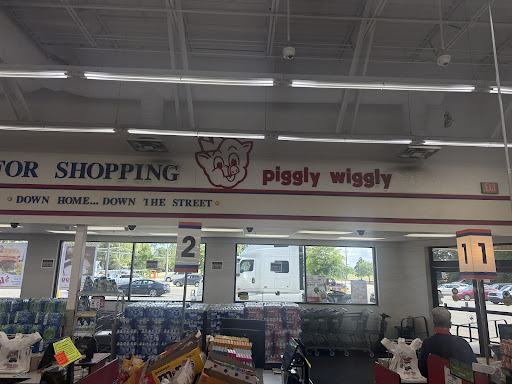 FOR SHOPPING
piggly wiggly
DOWN HOME... DOWN THE STREET
2
11